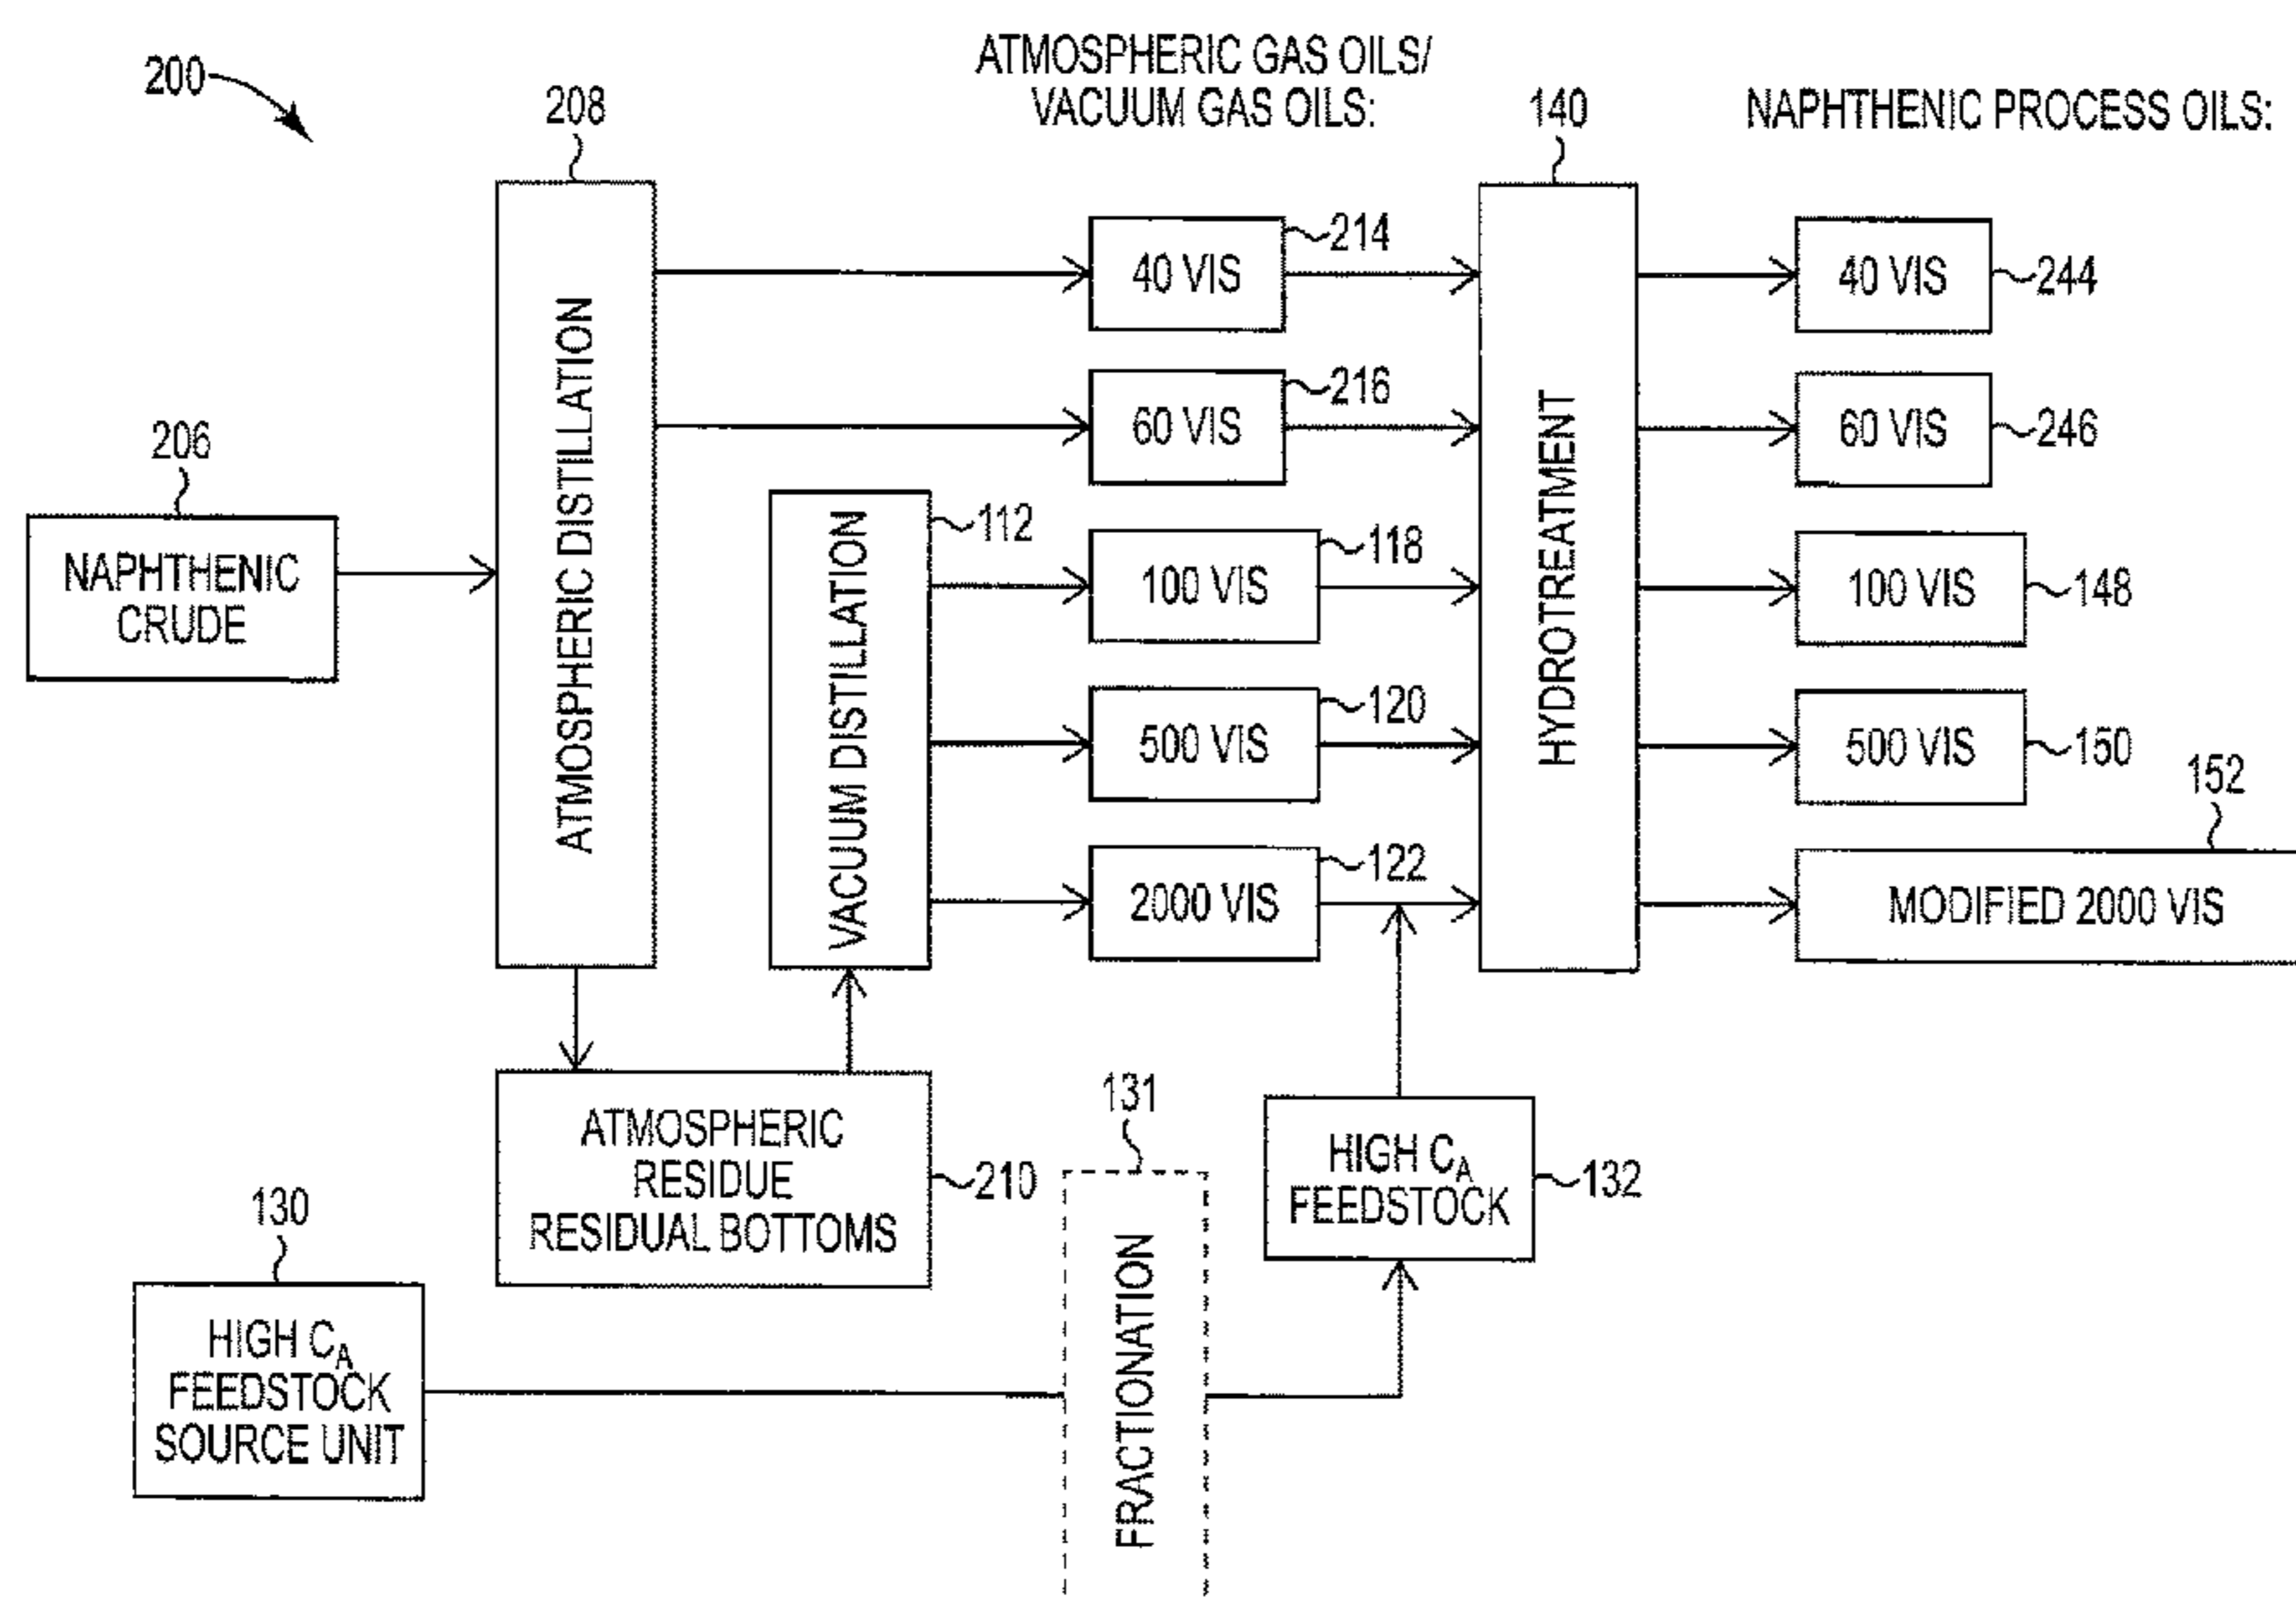 200
208
ATMOSPHERIC GAS OILS/
VACUUM GAS OILS:
140
NAPHTHENIC PROCESS OILS:
206
NAPHTHENIC
CRUDE
ATMOSPHERIC DISTILLATION
VACUUM DISTILLATION
112
40 VIS
214
60 VIS
216
100 VIS
118
500 VIS
120
2000 VIS
122
HYDROTREATMENT
40 VIS
244
60 VIS
246
100 VIS
148
500 VIS
150
152
MODIFIED 2000 VIS
ATMOSPHERIC
RESIDUE
RESIDUAL BOTTOMS
210
131
FRACTIONATION
HIGH CA
FEEDSTOCK
132
130
HIGH CA
FEEDSTOCK
SOURCE UNIT